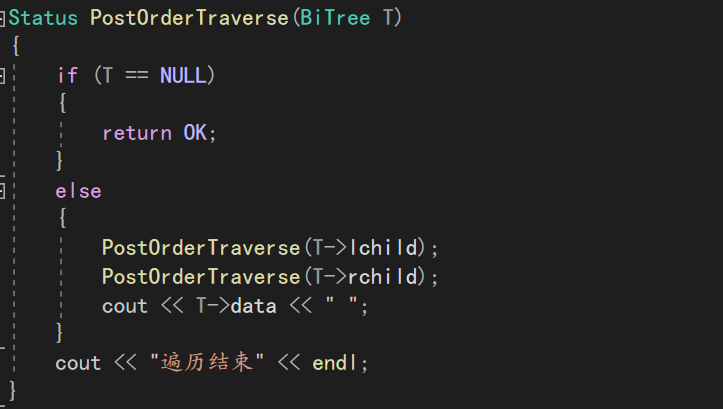 Status PostOrderTraverse(BiTree T)
{
if (T == NULL)
{
return OK;
}
else
{
PostOrderTraverse(T->lchild);
PostOrderTraverse(T->rchild);
cout << T->data << " ";
}
cout << "遍历结束" << endl;
}